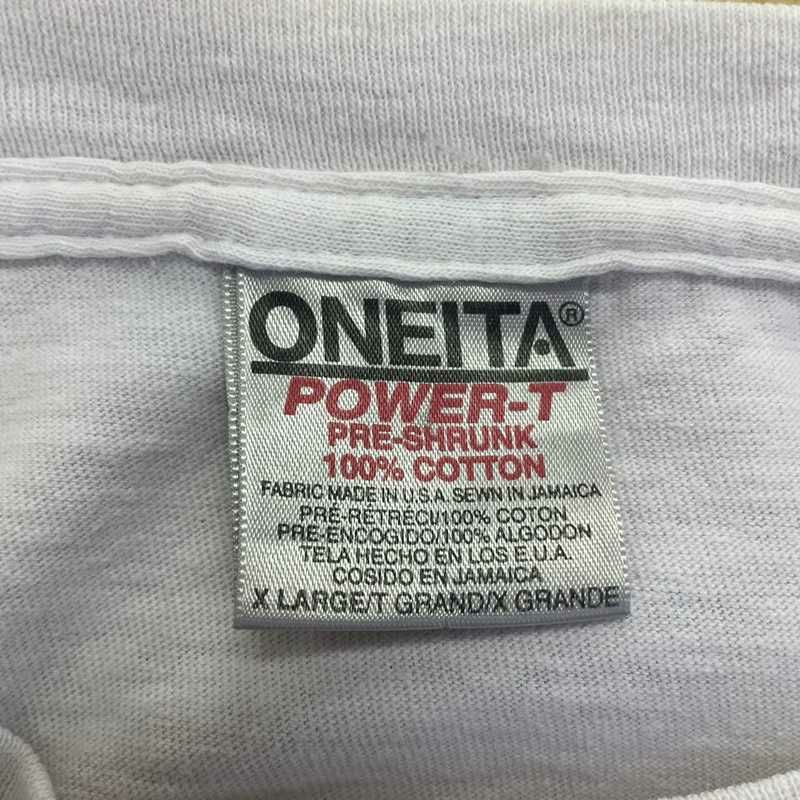 ONEITA®
POWER-T
PRE-SHRUNK
100% COTTON
FABRIC MADE IN U.S.A. SEWN IN JAMAICA
PRÉ-RÉTRÉCI/100% COTON
PRE-ENCOGIDO/100% ALGODON
TELA HECHO EN LOS E.U.A.
COSIDO EN JAMAICA
X LARGE/T GRAND/X GRANDE